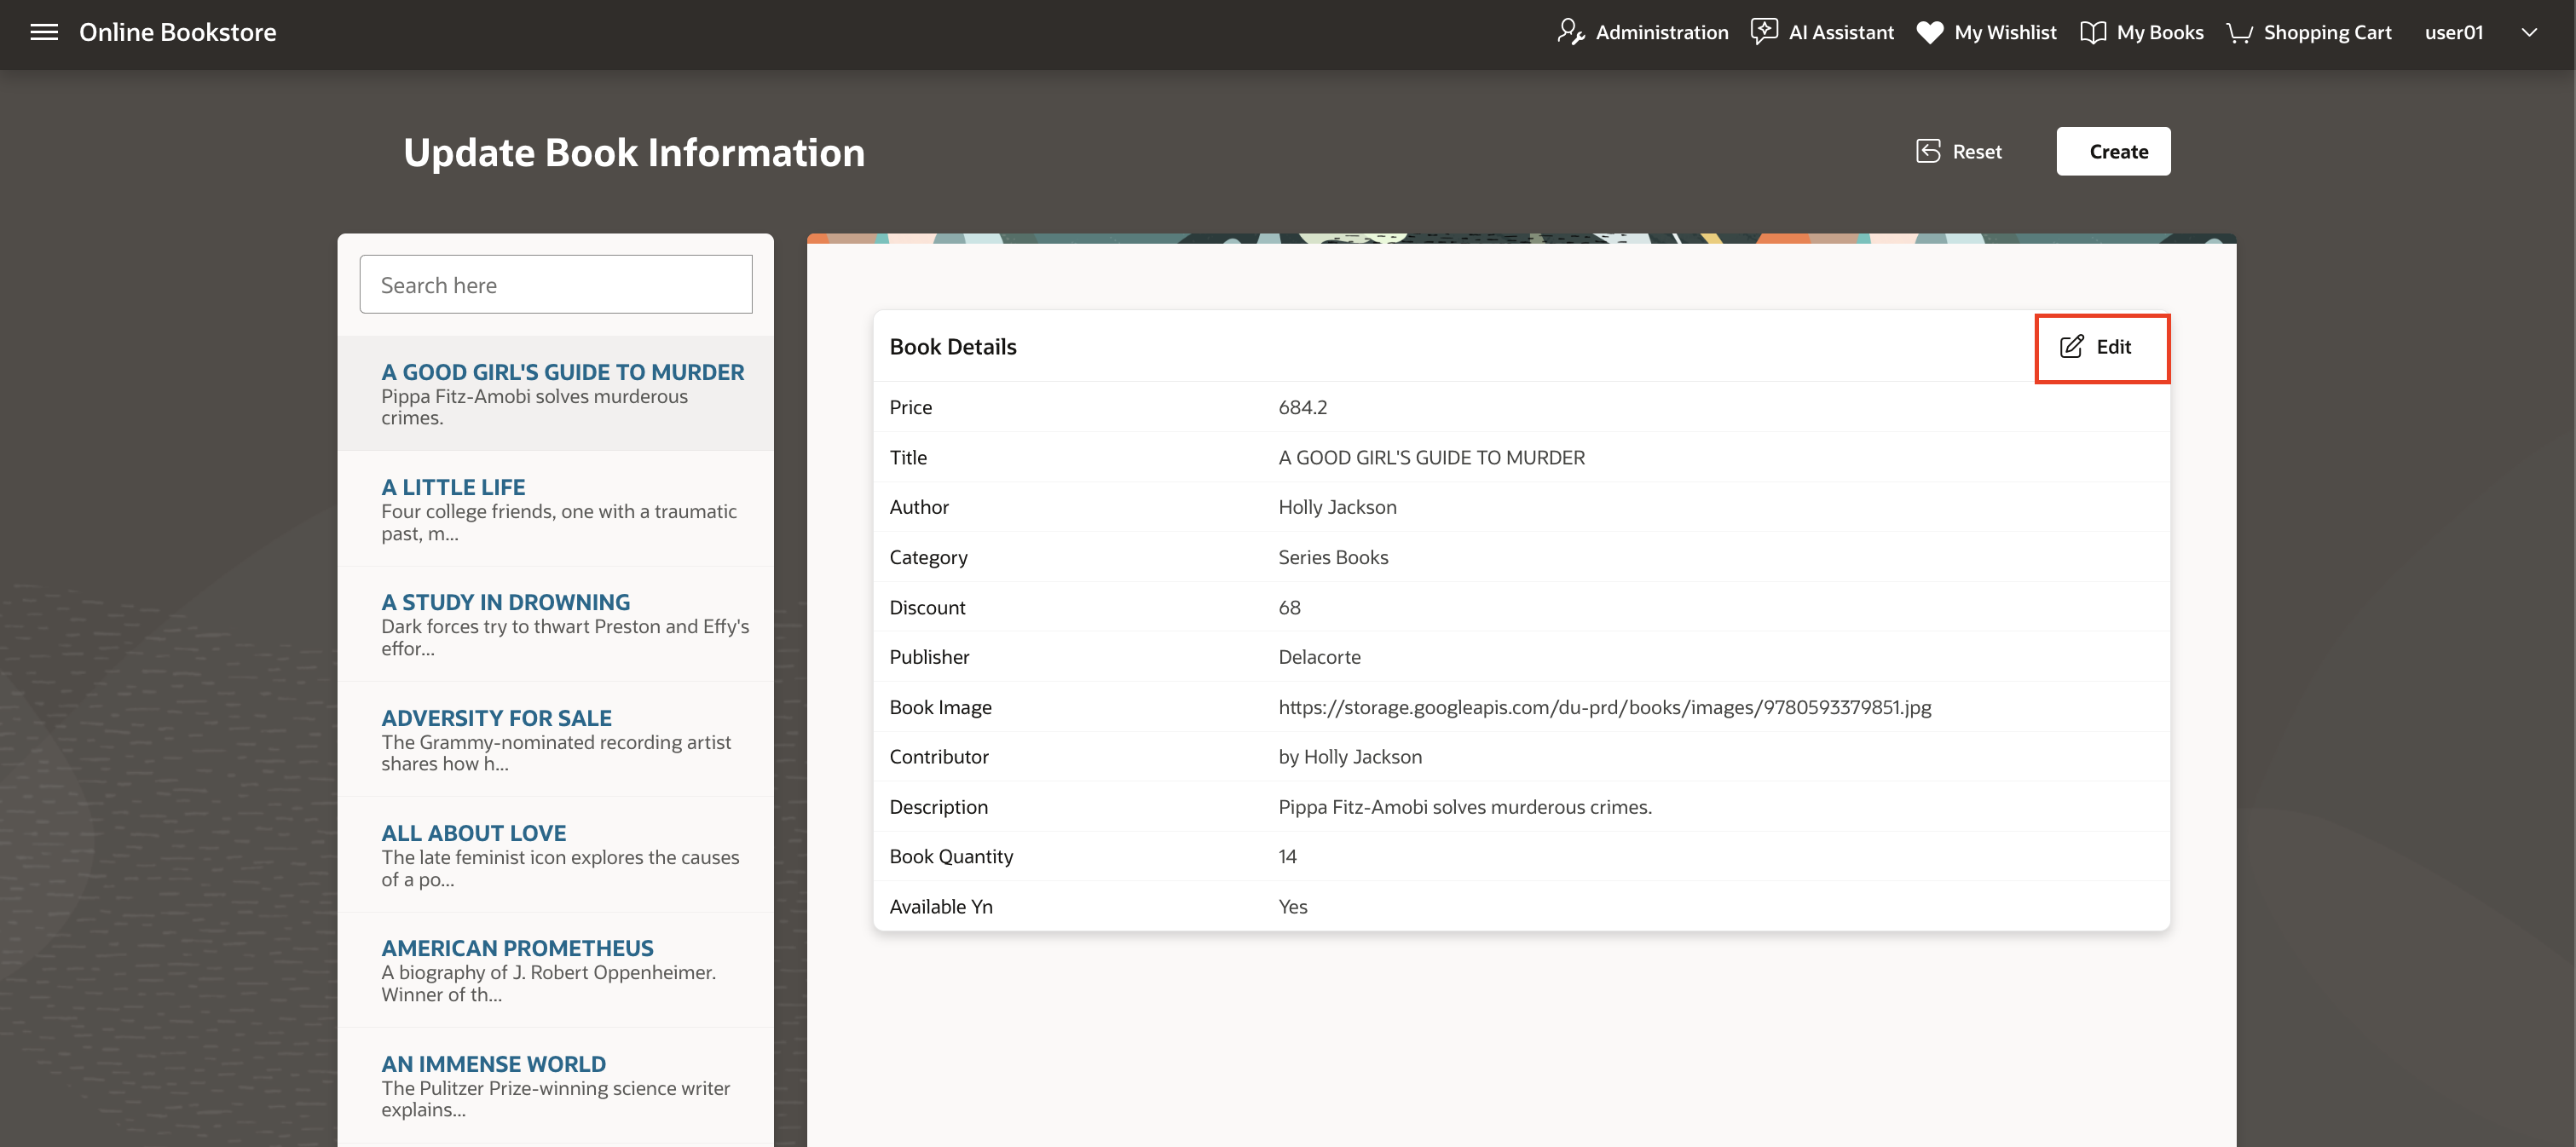 Online Bookstore
Administration
AI Assistant
My Wishlist
My Books
Shopping Cart
user01
Update Book Information
Reset
Create
Search here
A GOOD GIRL'S GUIDE TO MURDER
Pippa Fitz-Amobi solves murderous
crimes.
A LITTLE LIFE
Four college friends, one with a traumatic
past, m...
A STUDY IN DROWNING
Dark forces try to thwart Preston and Effy's
effor...
ADVERSITY FOR SALE
The Grammy-nominated recording artist
shares how h...
ALL ABOUT LOVE
The late feminist icon explores the causes
of a po...
AMERICAN PROMETHEUS
A biography of J. Robert Oppenheimer.
Winner of th...
AN IMMENSE WORLD
The Pulitzer Prize-winning science writer
explains...
Book Details
Edit
Price 684.2
Title A GOOD GIRL'S GUIDE TO MURDER
Author Holly Jackson
Category Series Books
Discount 68
Publisher Delacorte
Book Image https://storage.googleapis.com/du-prd/books/images/9780593379851.jpg
Contributor by Holly Jackson
Description Pippa Fitz-Amobi solves murderous crimes.
Book Quantity 14
Available Yn Yes